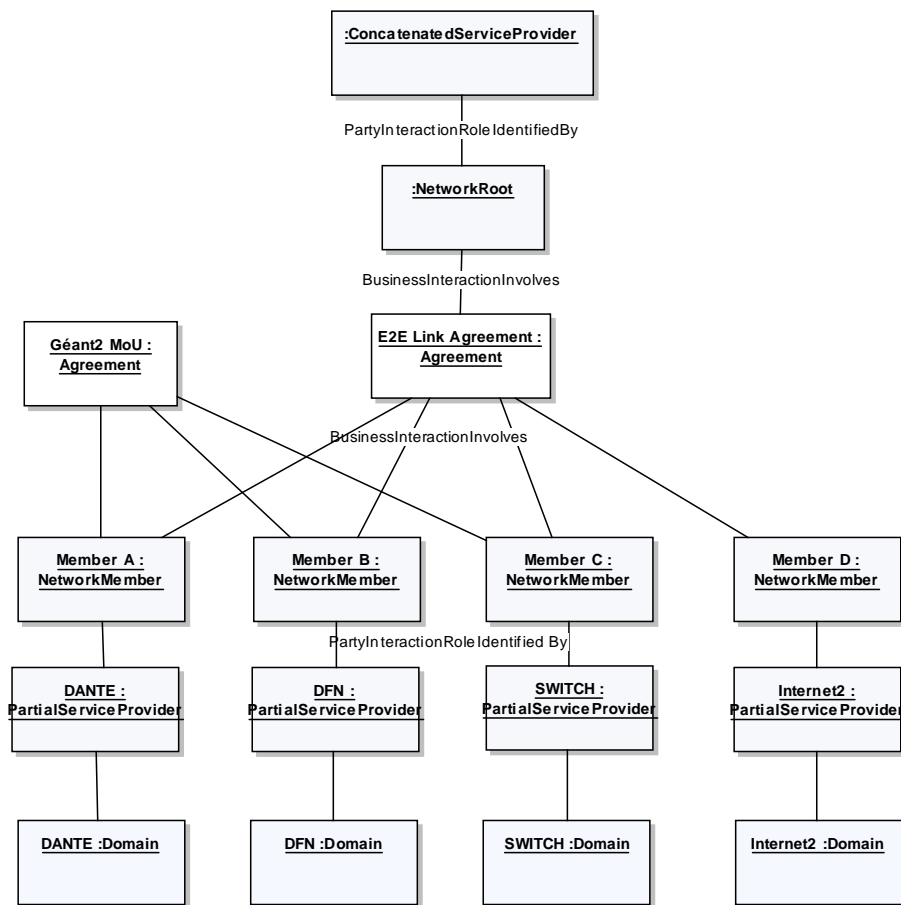 :ConcatenatedServiceProvider
PartyInteractionRoleIdentifiedBy
:NetworkRoot
BusinessInteractionInvolves
Géant2 MoU :
Agreement
E2E Link Agreement :
Agreement
BusinessInteractionInvolves
Member A :
NetworkMember
Member B :
NetworkMember
Member C :
NetworkMember
Member D :
NetworkMember
PartyInteractionRoleIdentified By
DANTE :
PartialServiceProvider
DFN :
PartialServiceProvider
SWITCH :
PartialServiceProvider
Internet2 :
PartialServiceProvider
DANTE :Domain
DFN :Domain
SWITCH :Domain
Internet2 :Domain